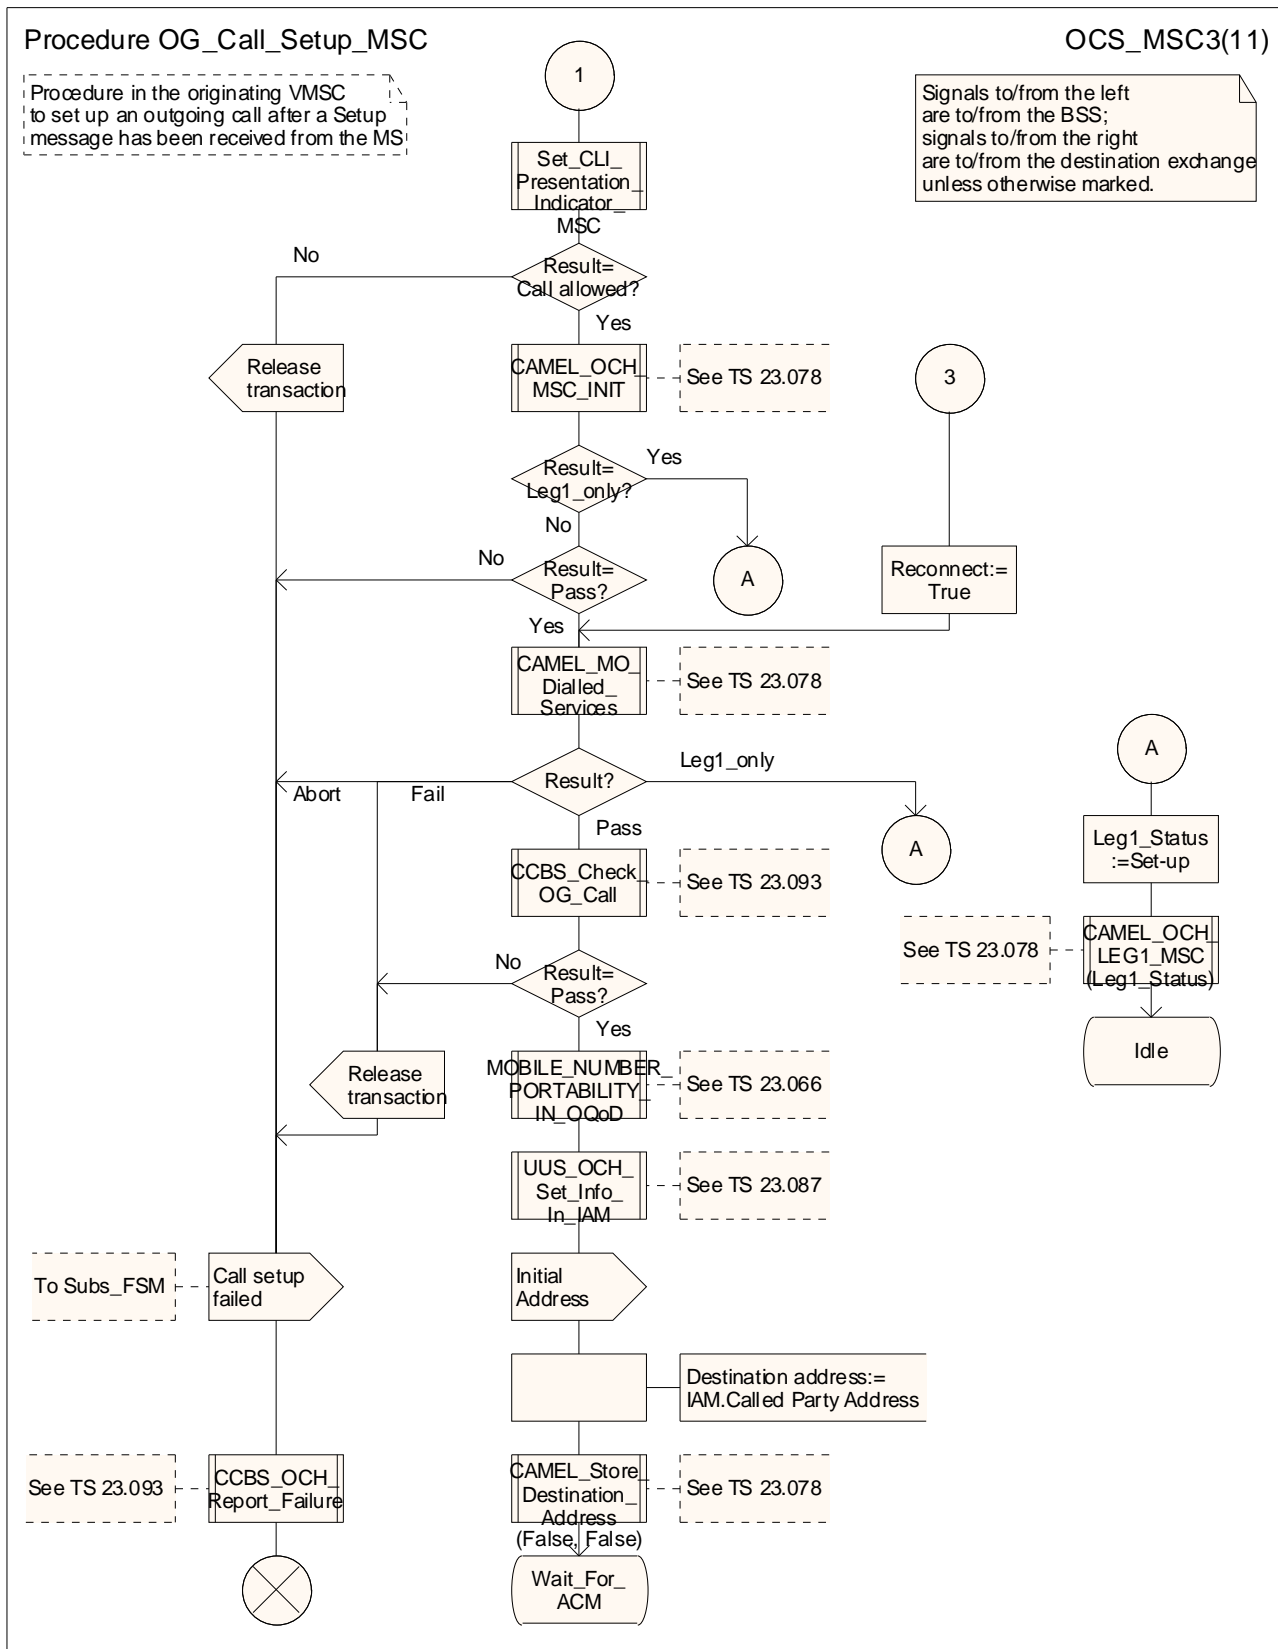 Procedure OG_Call_Setup_MSC
OCS_MSC3(11)
Procedure in the originating VMSC
to set up an outgoing call after a Setup
message has been received from the MS
1
Signals to/from the left
are to/from the BSS;
signals to/from the right
are to/from the destination exchange
unless otherwise marked.
Set_CLI_
Presentation_
Indicator_
MSC
No
Result=
Call allowed?
Yes
Release
transaction
CAMEL_OCH_
MSC_INIT
See TS 23.078
3
Result=
Leg1_only?
Yes
No
No
Result=
Pass?
A
Reconnect:=
True
Yes
CAMEL_MO_
Dialled_
Services
See TS 23.078
Leg1_only
A
Abort
Fail
Result?
Pass
A
Leg1_Status
:=Set-up
CCBS_Check_
OG_Call
See TS 23.093
See TS 23.078
CAMEL_OCH_
LEG1_MSC
(Leg1_Status)
No
Result=
Pass?
Yes
Idle
Release
transaction
MOBILE_NUMBER_
PORTABILITY_
IN_OQoD
See TS 23.066
UUS_OCH_
Set_Info_
In_IAM
See TS 23.087
To Subs_FSM
Call setup
failed
Initial
Address
Destination address:=
IAM.Called Party Address
See TS 23.093
CCBS_OCH_
Report_Failure
CAMEL_Store_
Destination_
Address
(False, False)
See TS 23.078
Wait_For_
ACM